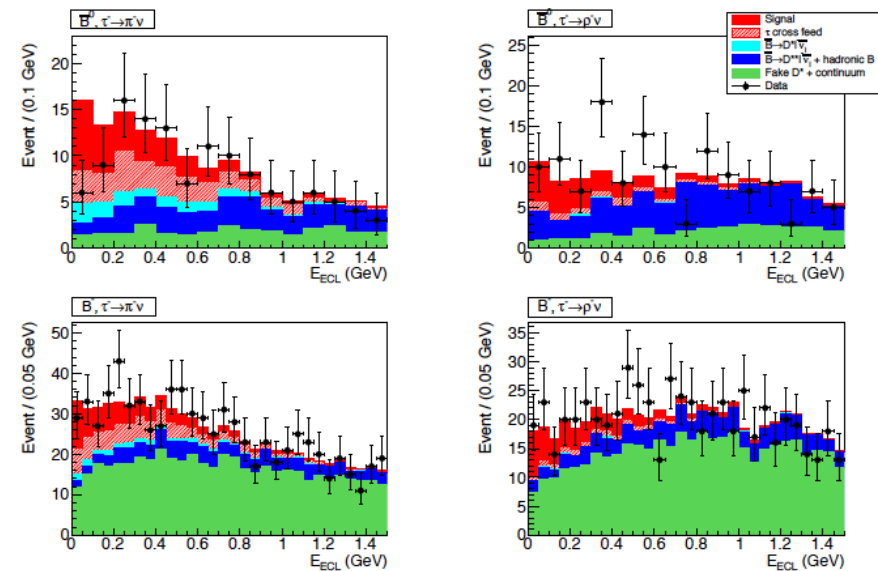 B̅⁰, τ⁻→π⁻ν
Event / (0.1 GeV)
20
15
10
5
0
0 0.2 0.4 0.6 0.8 1 1.2 1.4
E_ECL (GeV)
B̅⁰, τ⁻→ρ⁻ν
Signal
τ cross feed
B̅→D*lν̅_l
B̅→D**lν̅_l + hadronic B
Fake D* + continuum
Data
Event / (0.1 GeV)
25
20
15
10
5
0
0 0.2 0.4 0.6 0.8 1 1.2 1.4
E_ECL (GeV)
B⁻, τ⁻→π⁻ν
Event / (0.05 GeV)
50
40
30
20
10
0
0 0.2 0.4 0.6 0.8 1 1.2 1.4
E_ECL (GeV)
B⁻, τ⁻→ρ⁻ν
Event / (0.05 GeV)
35
30
25
20
15
10
5
0
0 0.2 0.4 0.6 0.8 1 1.2 1.4
E_ECL (GeV)